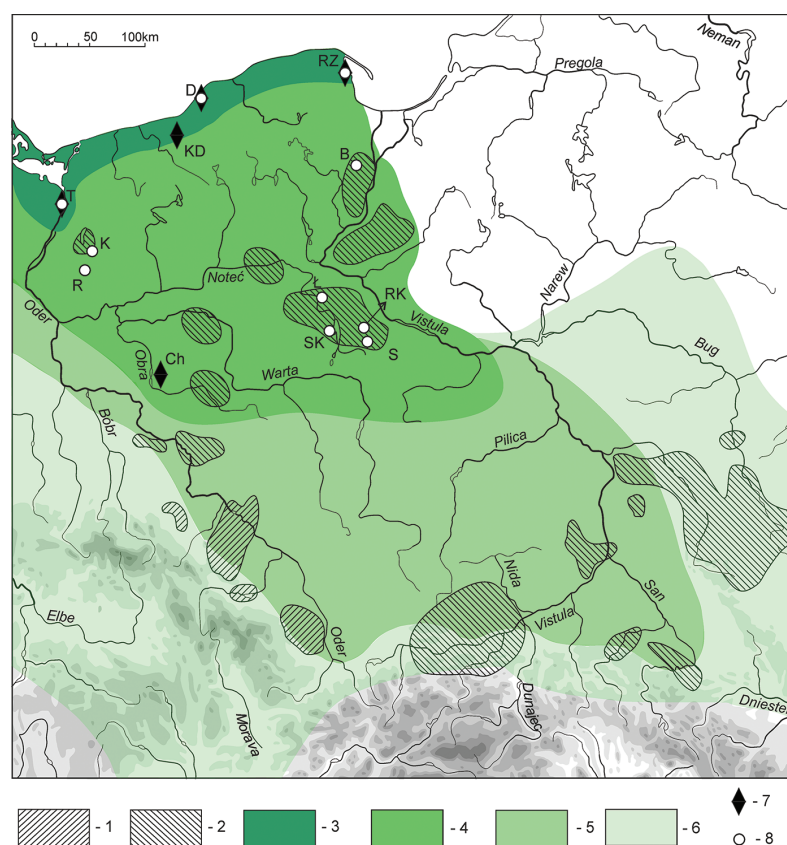 Neman
0 50 100km
RZ
Pregola
D
KD
B
T
K
R
Noteć
Narew
RK
Oder
Vistula
SK
S
Bug
Obra
Ch
Warta
Bóbr
Pilica
Nida
San
Elbe
Vistula
Oder
Dunajec
Morava
Dniester
- 1
- 2
- 3
- 4
- 5
- 6
- 7
- 8